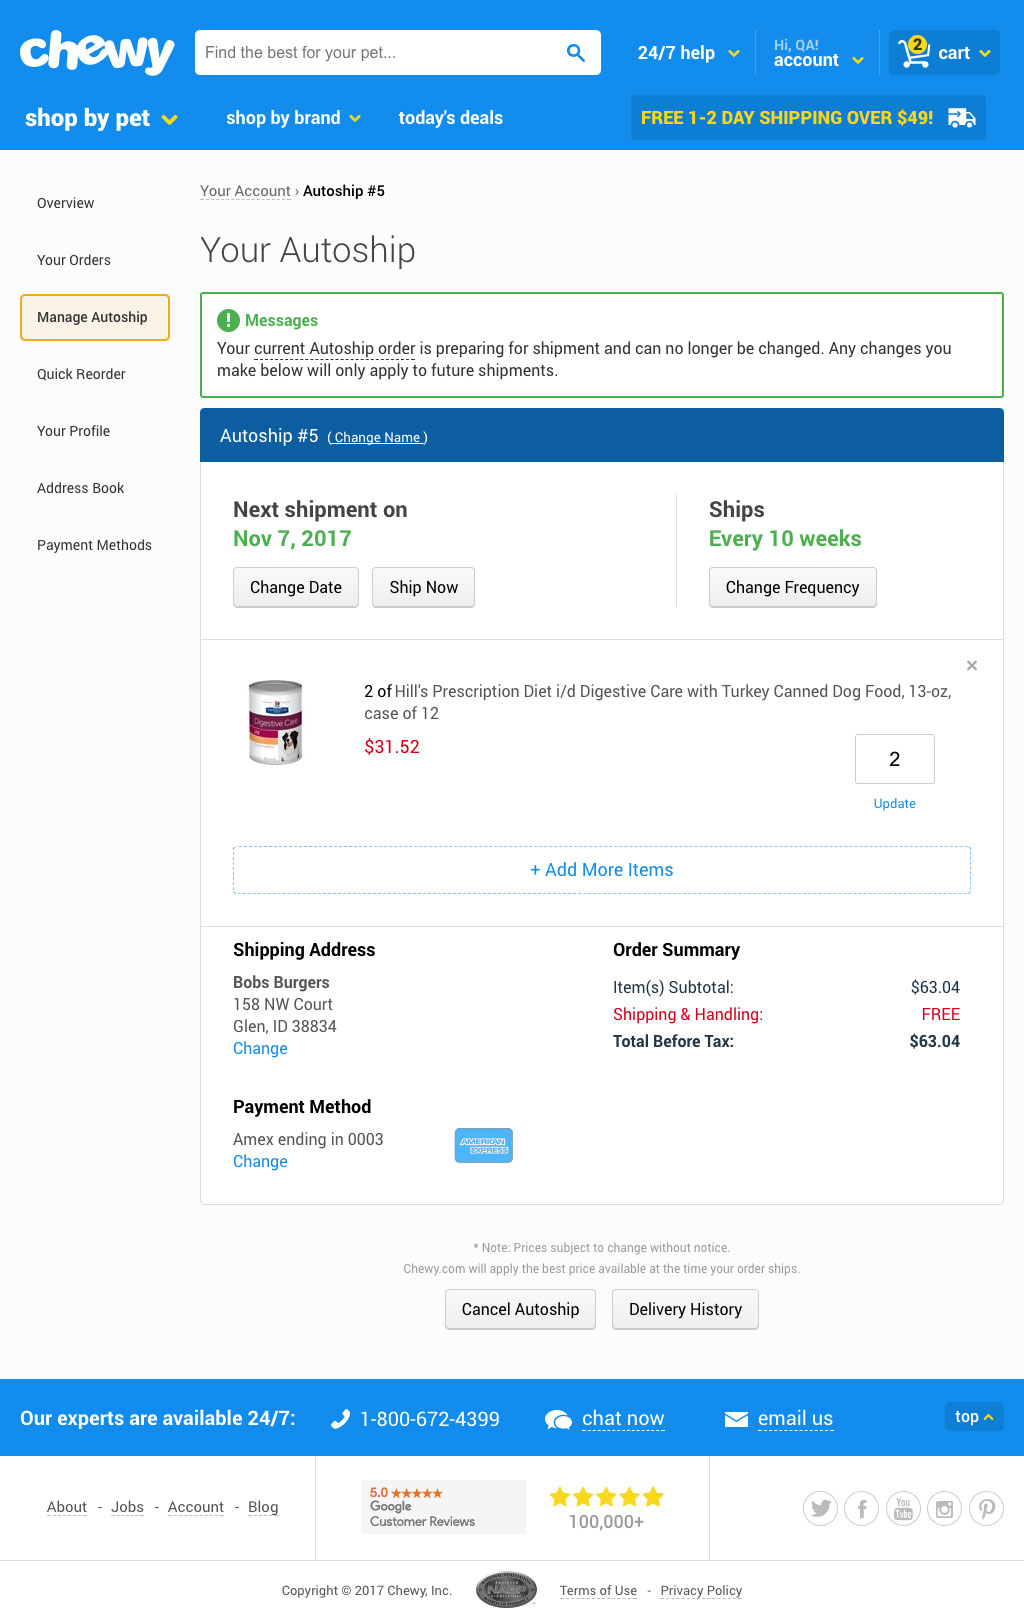 chewy
Find the best for your pet...
24/7 help
Hi, QA!
account
2
cart
shop by pet
shop by brand
today's deals
FREE 1-2 DAY SHIPPING OVER $49!
Overview
Your Orders
Manage Autoship
Quick Reorder
Your Profile
Address Book
Payment Methods
Your Account › Autoship #5
Your Autoship
Messages
Your current Autoship order is preparing for shipment and can no longer be changed. Any changes you
make below will only apply to future shipments.
Autoship #5 ( Change Name )
Next shipment on
Nov 7, 2017
Change Date
Ship Now
Ships
Every 10 weeks
Change Frequency
×
Digestive Care
i/d
2 of Hill's Prescription Diet i/d Digestive Care with Turkey Canned Dog Food, 13-oz,
case of 12
$31.52
2
Update
+ Add More Items
Shipping Address
Bobs Burgers
158 NW Court
Glen, ID 38834
Change
Payment Method
Amex ending in 0003
Change
AMERICAN
EXPRESS
Order Summary
Item(s) Subtotal: $63.04
Shipping & Handling: FREE
Total Before Tax: $63.04
* Note: Prices subject to change without notice.
Chewy.com will apply the best price available at the time your order ships.
Cancel Autoship
Delivery History
Our experts are available 24/7:
1-800-672-4399
chat now
email us
top
About - Jobs - Account - Blog
5.0 ★★★★★
Google
Customer Reviews
100,000+
You
Tube
Copyright © 2017 Chewy, Inc.
NADP
Terms of Use - Privacy Policy